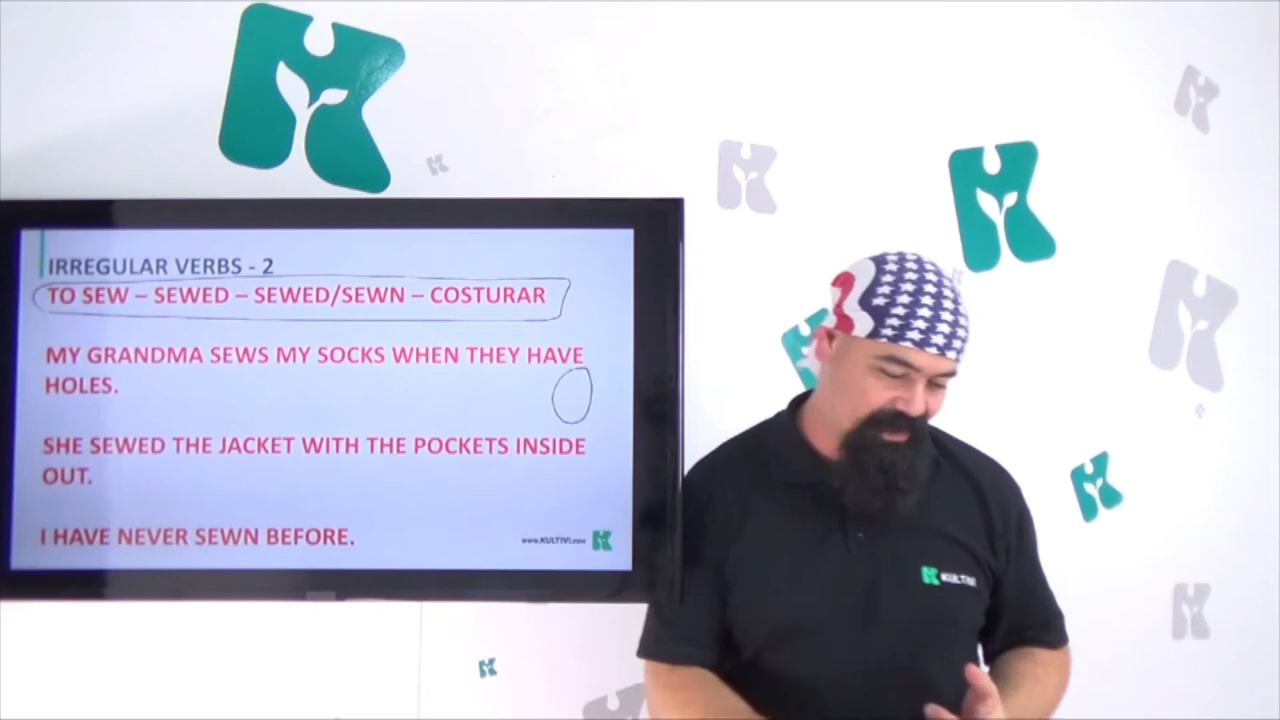 IRREGULAR VERBS - 2
TO SEW – SEWED – SEWED/SEWN – COSTURAR
MY GRANDMA SEWS MY SOCKS WHEN THEY HAVE
HOLES.
SHE SEWED THE JACKET WITH THE POCKETS INSIDE
OUT.
I HAVE NEVER SEWN BEFORE.
www.KULTIVI.com
KULTIVI